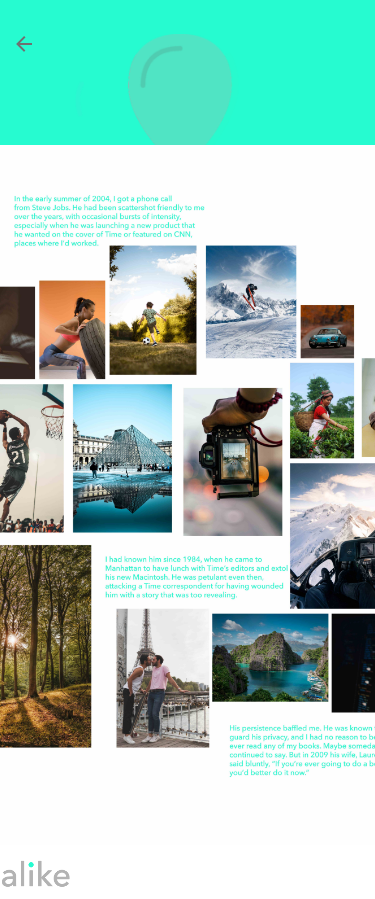 In the early summer of 2004, I got a phone call
from Steve Jobs. He had been scattershot friendly to me
over the years, with occasional bursts of intensity,
especially when he was launching a new product that
he wanted on the cover of Time or featured on CNN,
places where I'd worked.
21
I had known him since 1984, when he came to
Manhattan to have lunch with Time's editors and extol
his new Macintosh. He was petulant even then,
attacking a Time correspondent for having wounded
him with a story that was too revealing.
His persistence baffled me. He was known
guard his privacy, and I had no reason to be
ever read any of my books. Maybe someda
continued to say. But in 2009 his wife, Laur
said bluntly, "If you're ever going to do a b
you'd better do it now."
alike